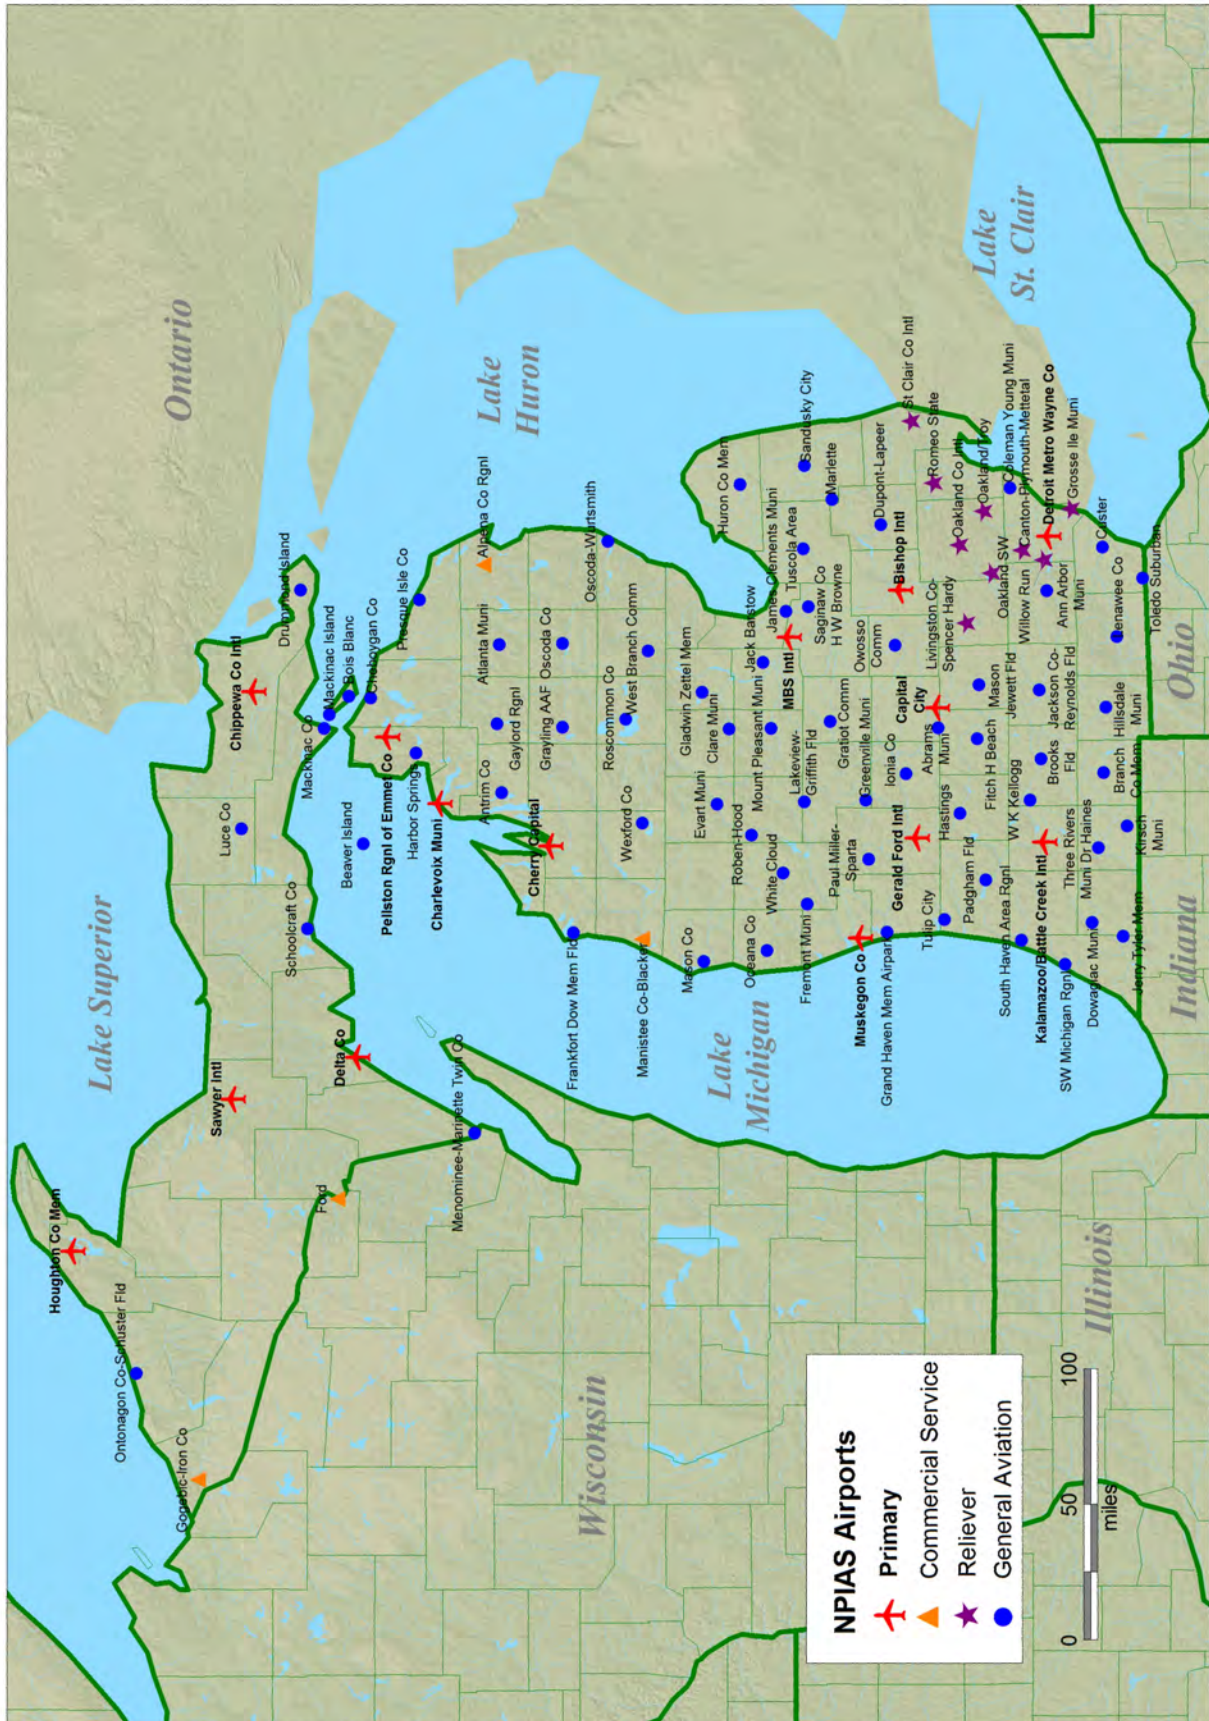 Ontario
Lake Superior
Lake
Huron
Lake
St. Clair
Lake
Michigan
Wisconsin
Illinois
Indiana
Ohio
Houghton Co Mem
Ontonagon Co-Schuster Fld
Gogebic-Iron Co
Ford
Sawyer Intl
Delta Co
Menominee-Marinette Twin Co
Schoolcraft Co
Luce Co
Chippewa Co Intl
Drummond Island
Mackinac Co
Mackinac Island
Bois Blanc
Cheboygan Co
Beaver Island
Pellston Rgnl of Emmet Co
Harbor Springs
Charlevoix Muni
Presque Isle Co
Alpena Co Rgnl
Antrim Co
Gaylord Rgnl
Atlanta Muni
Cherry Capital
Grayling AAF
Oscoda Co
Oscoda-Wurtsmith
Frankfort Dow Mem Fld
Manistee Co-Blacker
Wexford Co
Roscommon Co
West Branch Comm
Mason Co
Evart Muni
Clare Muni
Gladwin Zettel Mem
Oceana Co
Roben-Hood
Mount Pleasant Muni
Jack Barstow
Huron Co Mem
White Cloud
Fremont Muni
Lakeview-
Griffith Fld
Gratiot Comm
MBS Intl
James Clements Muni
Saginaw Co
H W Browne
Tuscola Area
Sandusky City
Marlette
Muskegon Co
Grand Haven Mem Airpark
Paul Miller-
Sparta
Greenville Muni
Ionia Co
Owosso
Comm
Bishop Intl
Dupont-Lapeer
St Clair Co Intl
Romeo State
Gerald Ford Intl
Tulip City
Hastings
Abrams
Muni
Capital
City
Livingston Co-
Spencer Hardy
Oakland Co Intl
Oakland/Troy
Oakland SW
Padgham Fld
Fitch H Beach
Mason
Jewett Fld
South Haven Area Rgnl
W K Kellogg
Kalamazoo/Battle Creek Intl
Brooks
Fld
Jackson Co-
Reynolds Fld
Willow Run
Ann Arbor
Muni
Canton-Plymouth-Mettetal
Coleman Young Muni
Detroit Metro Wayne Co
Grosse Ile Muni
SW Michigan Rgnl
Dowagiac Muni
Three Rivers
Muni Dr Haines
Branch
Co Mem
Hillsdale
Muni
Lenawee Co
Custer
Jerry Tyler Mem
Kirsch
Muni
Toledo Suburban
NPIAS Airports
Primary
Commercial Service
Reliever
General Aviation
0 50 100
miles